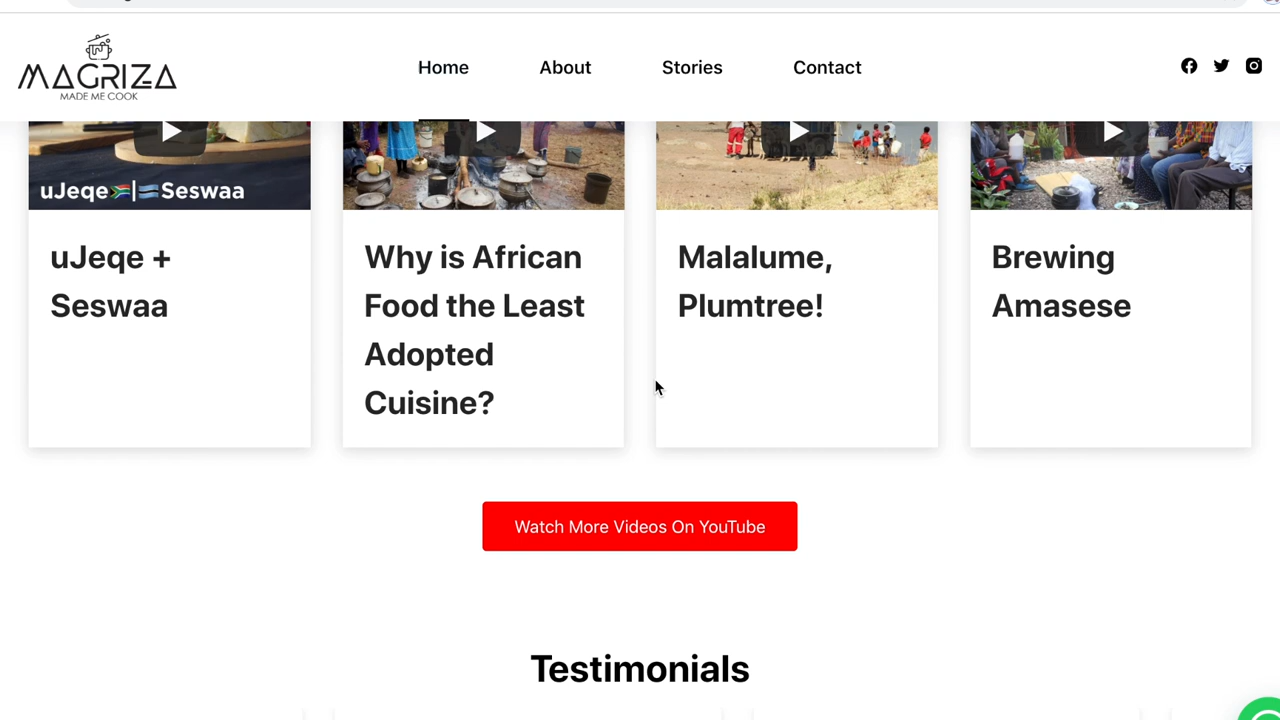 MAGRIZA
MADE ME COOK
Home
About
Stories
Contact
uJeqe🇿🇦|🇧🇼Seswaa
uJeqe +
Seswaa
Why is African
Food the Least
Adopted
Cuisine?
Malalume,
Plumtree!
Brewing
Amasese
Watch More Videos On YouTube
Testimonials